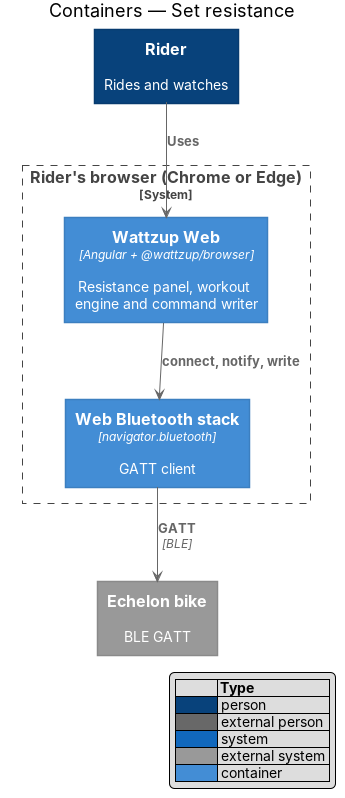 Containers — Set resistance
Rider
Rides and watches
Uses
Rider's browser (Chrome or Edge)
[System]
Wattzup Web
[Angular + @wattzup/browser]
Resistance panel, workout
engine and command writer
connect, notify, write
Web Bluetooth stack
[navigator.bluetooth]
GATT client
GATT
[BLE]
Echelon bike
BLE GATT
Type
person
external person
system
external system
container